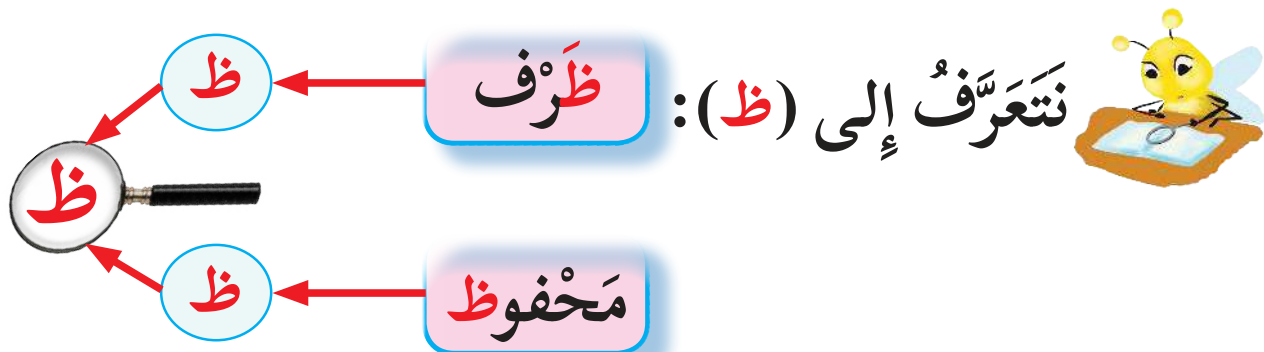 نَتَعَرَّفُ إِلى (ظ):
ظَرْف
ظ
ظ
مَحْفوظ
ظ